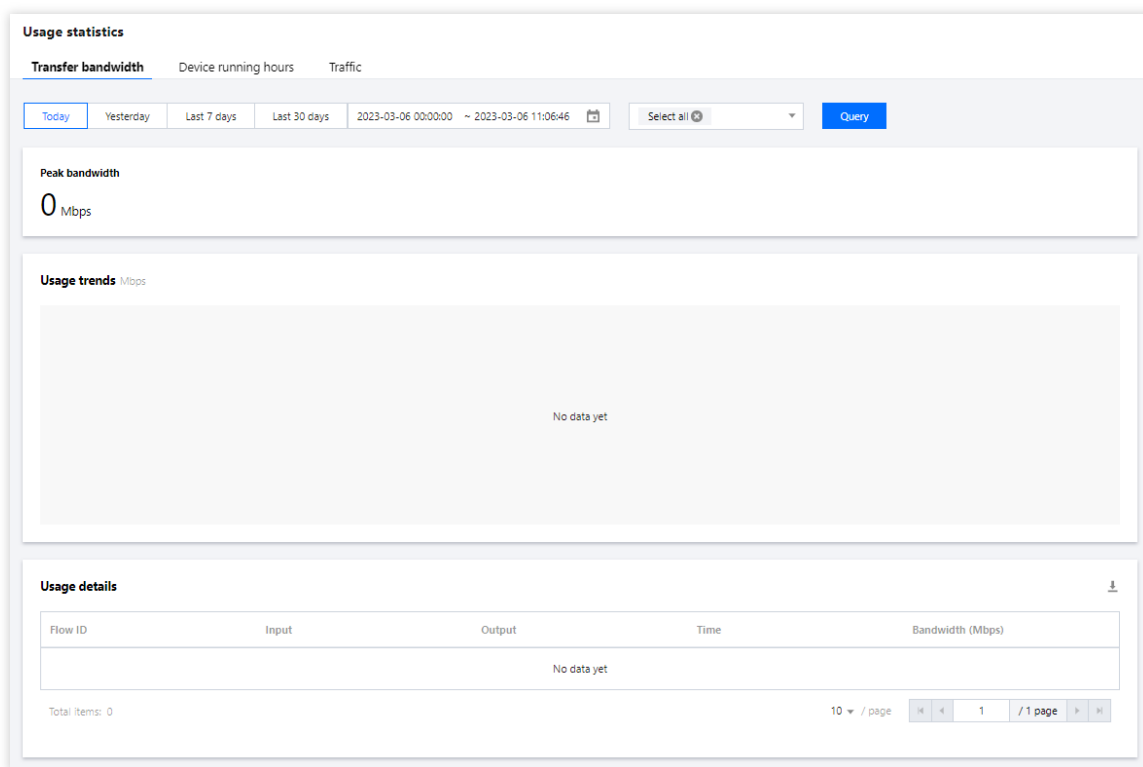 Usage statistics
Transfer bandwidth Device running hours Traffic
Today Yesterday Last 7 days Last 30 days 2023-03-06 00:00:00 ~ 2023-03-06 11:06:46 Select all Query
Peak bandwidth
0 Mbps
Usage trends Mbps
No data yet
Usage details
Flow ID Input Output Time Bandwidth (Mbps)
No data yet
Total items: 0 10 / page 1 / 1 page